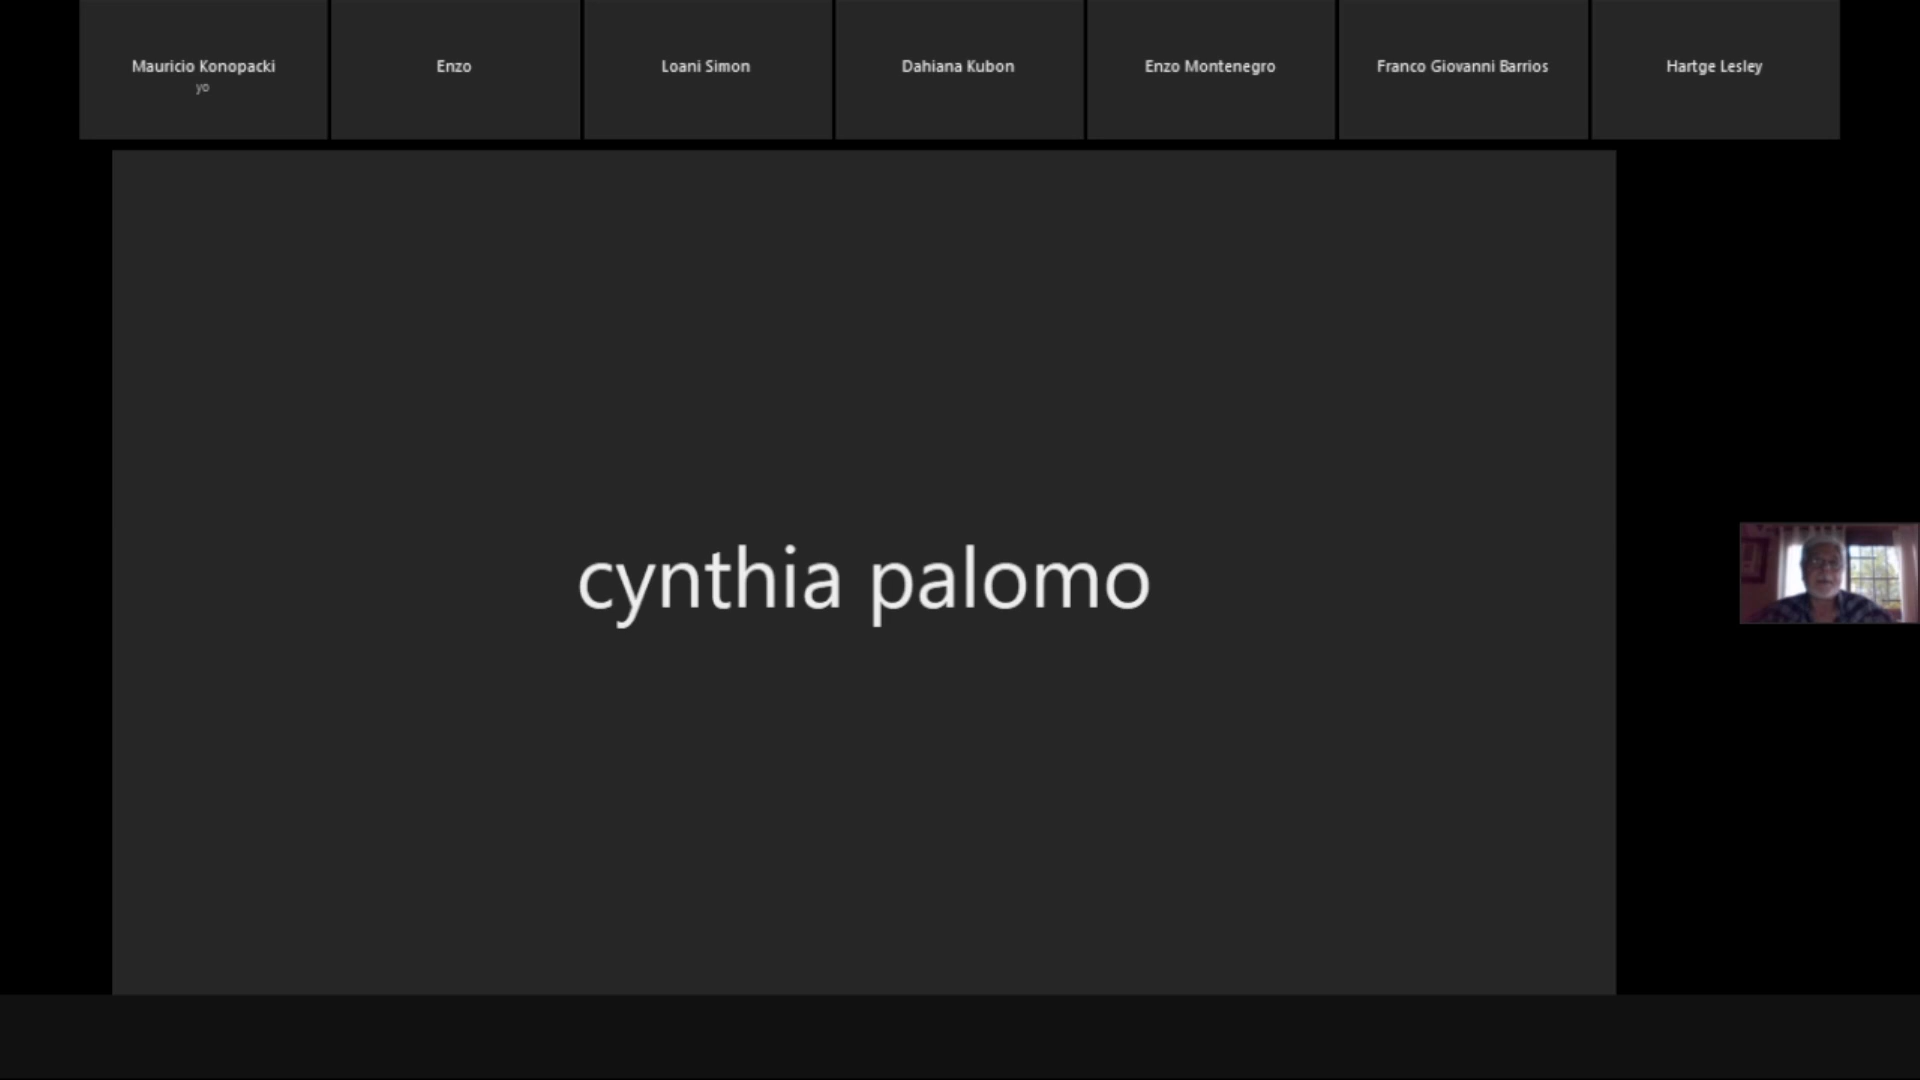 Mauricio Konopacki
yo
Enzo
Loani Simon
Dahiana Kubon
Enzo Montenegro
Franco Giovanni Barrios
Hartge Lesley
cynthia palomo